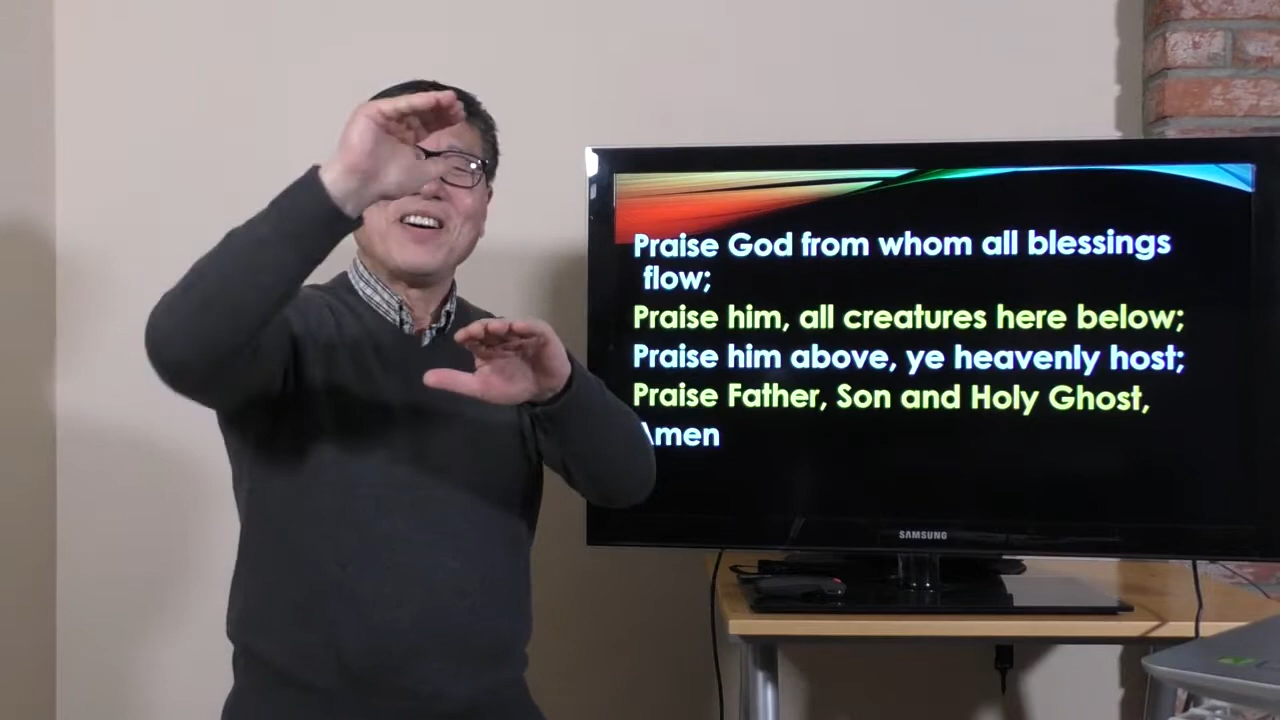 Praise God from whom all blessings
flow;
Praise him, all creatures here below;
Praise him above, ye heavenly host;
Praise Father, Son and Holy Ghost,
Amen
SAMSUNG